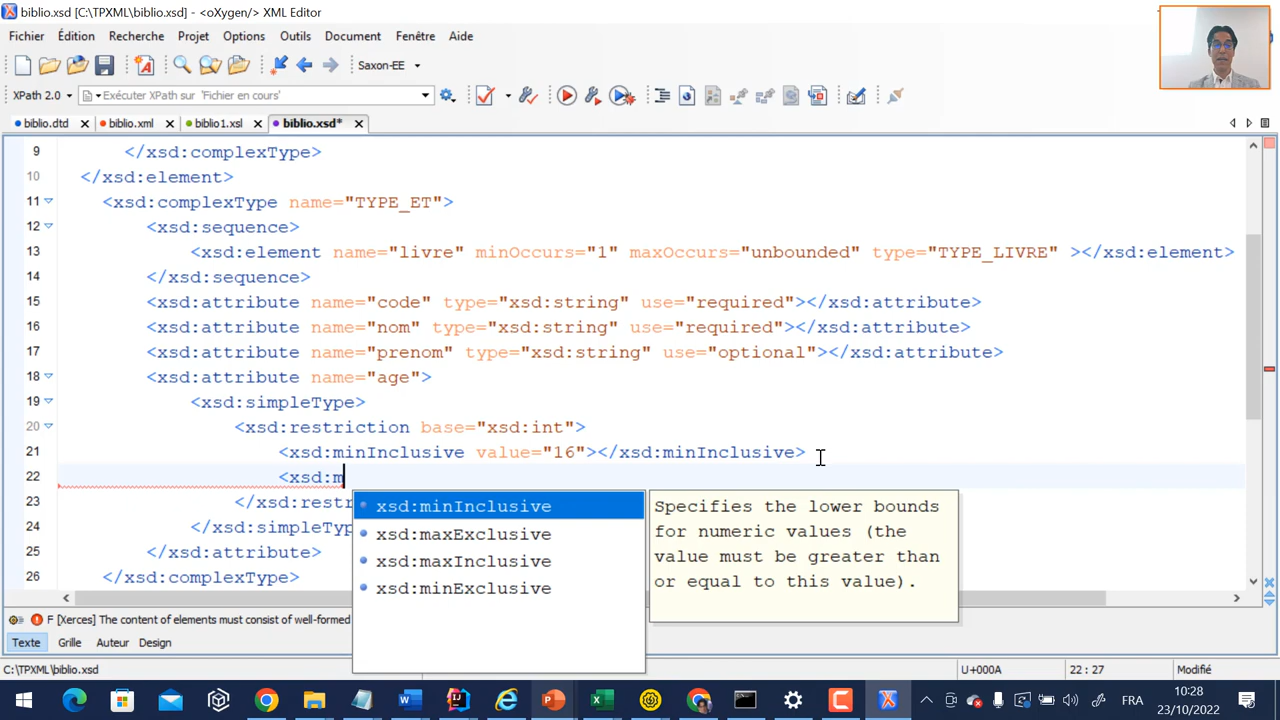 biblio.xsd [C:\TPXML\biblio.xsd] - <oXygen/> XML Editor
Fichier Édition Recherche Projet Options Outils Document Fenêtre Aide
Saxon-EE
XPath 2.0 Exécuter XPath sur 'Fichier en cours'
biblio.dtd biblio.xml biblio1.xsl biblio.xsd*
9 </xsd:complexType>
10 </xsd:element>
11 <xsd:complexType name="TYPE_ET">
12 <xsd:sequence>
13 <xsd:element name="livre" minOccurs="1" maxOccurs="unbounded" type="TYPE_LIVRE" ></xsd:element>
14 </xsd:sequence>
15 <xsd:attribute name="code" type="xsd:string" use="required"></xsd:attribute>
16 <xsd:attribute name="nom" type="xsd:string" use="required"></xsd:attribute>
17 <xsd:attribute name="prenom" type="xsd:string" use="optional"></xsd:attribute>
18 <xsd:attribute name="age">
19 <xsd:simpleType>
20 <xsd:restriction base="xsd:int">
21 <xsd:minInclusive value="16"></xsd:minInclusive>
22 <xsd:m
23 </xsd:restr
24 </xsd:simpleTyp
25 </xsd:attribute>
26 </xsd:complexType>
xsd:minInclusive
xsd:maxExclusive
xsd:maxInclusive
xsd:minExclusive
Specifies the lower bounds
for numeric values (the
value must be greater than
or equal to this value).
F [Xerces] The content of elements must consist of well-formed
Texte Grille Auteur Design
C:\TPXML\biblio.xsd U+000A 22 : 27 Modifié
FRA
10:28
23/10/2022